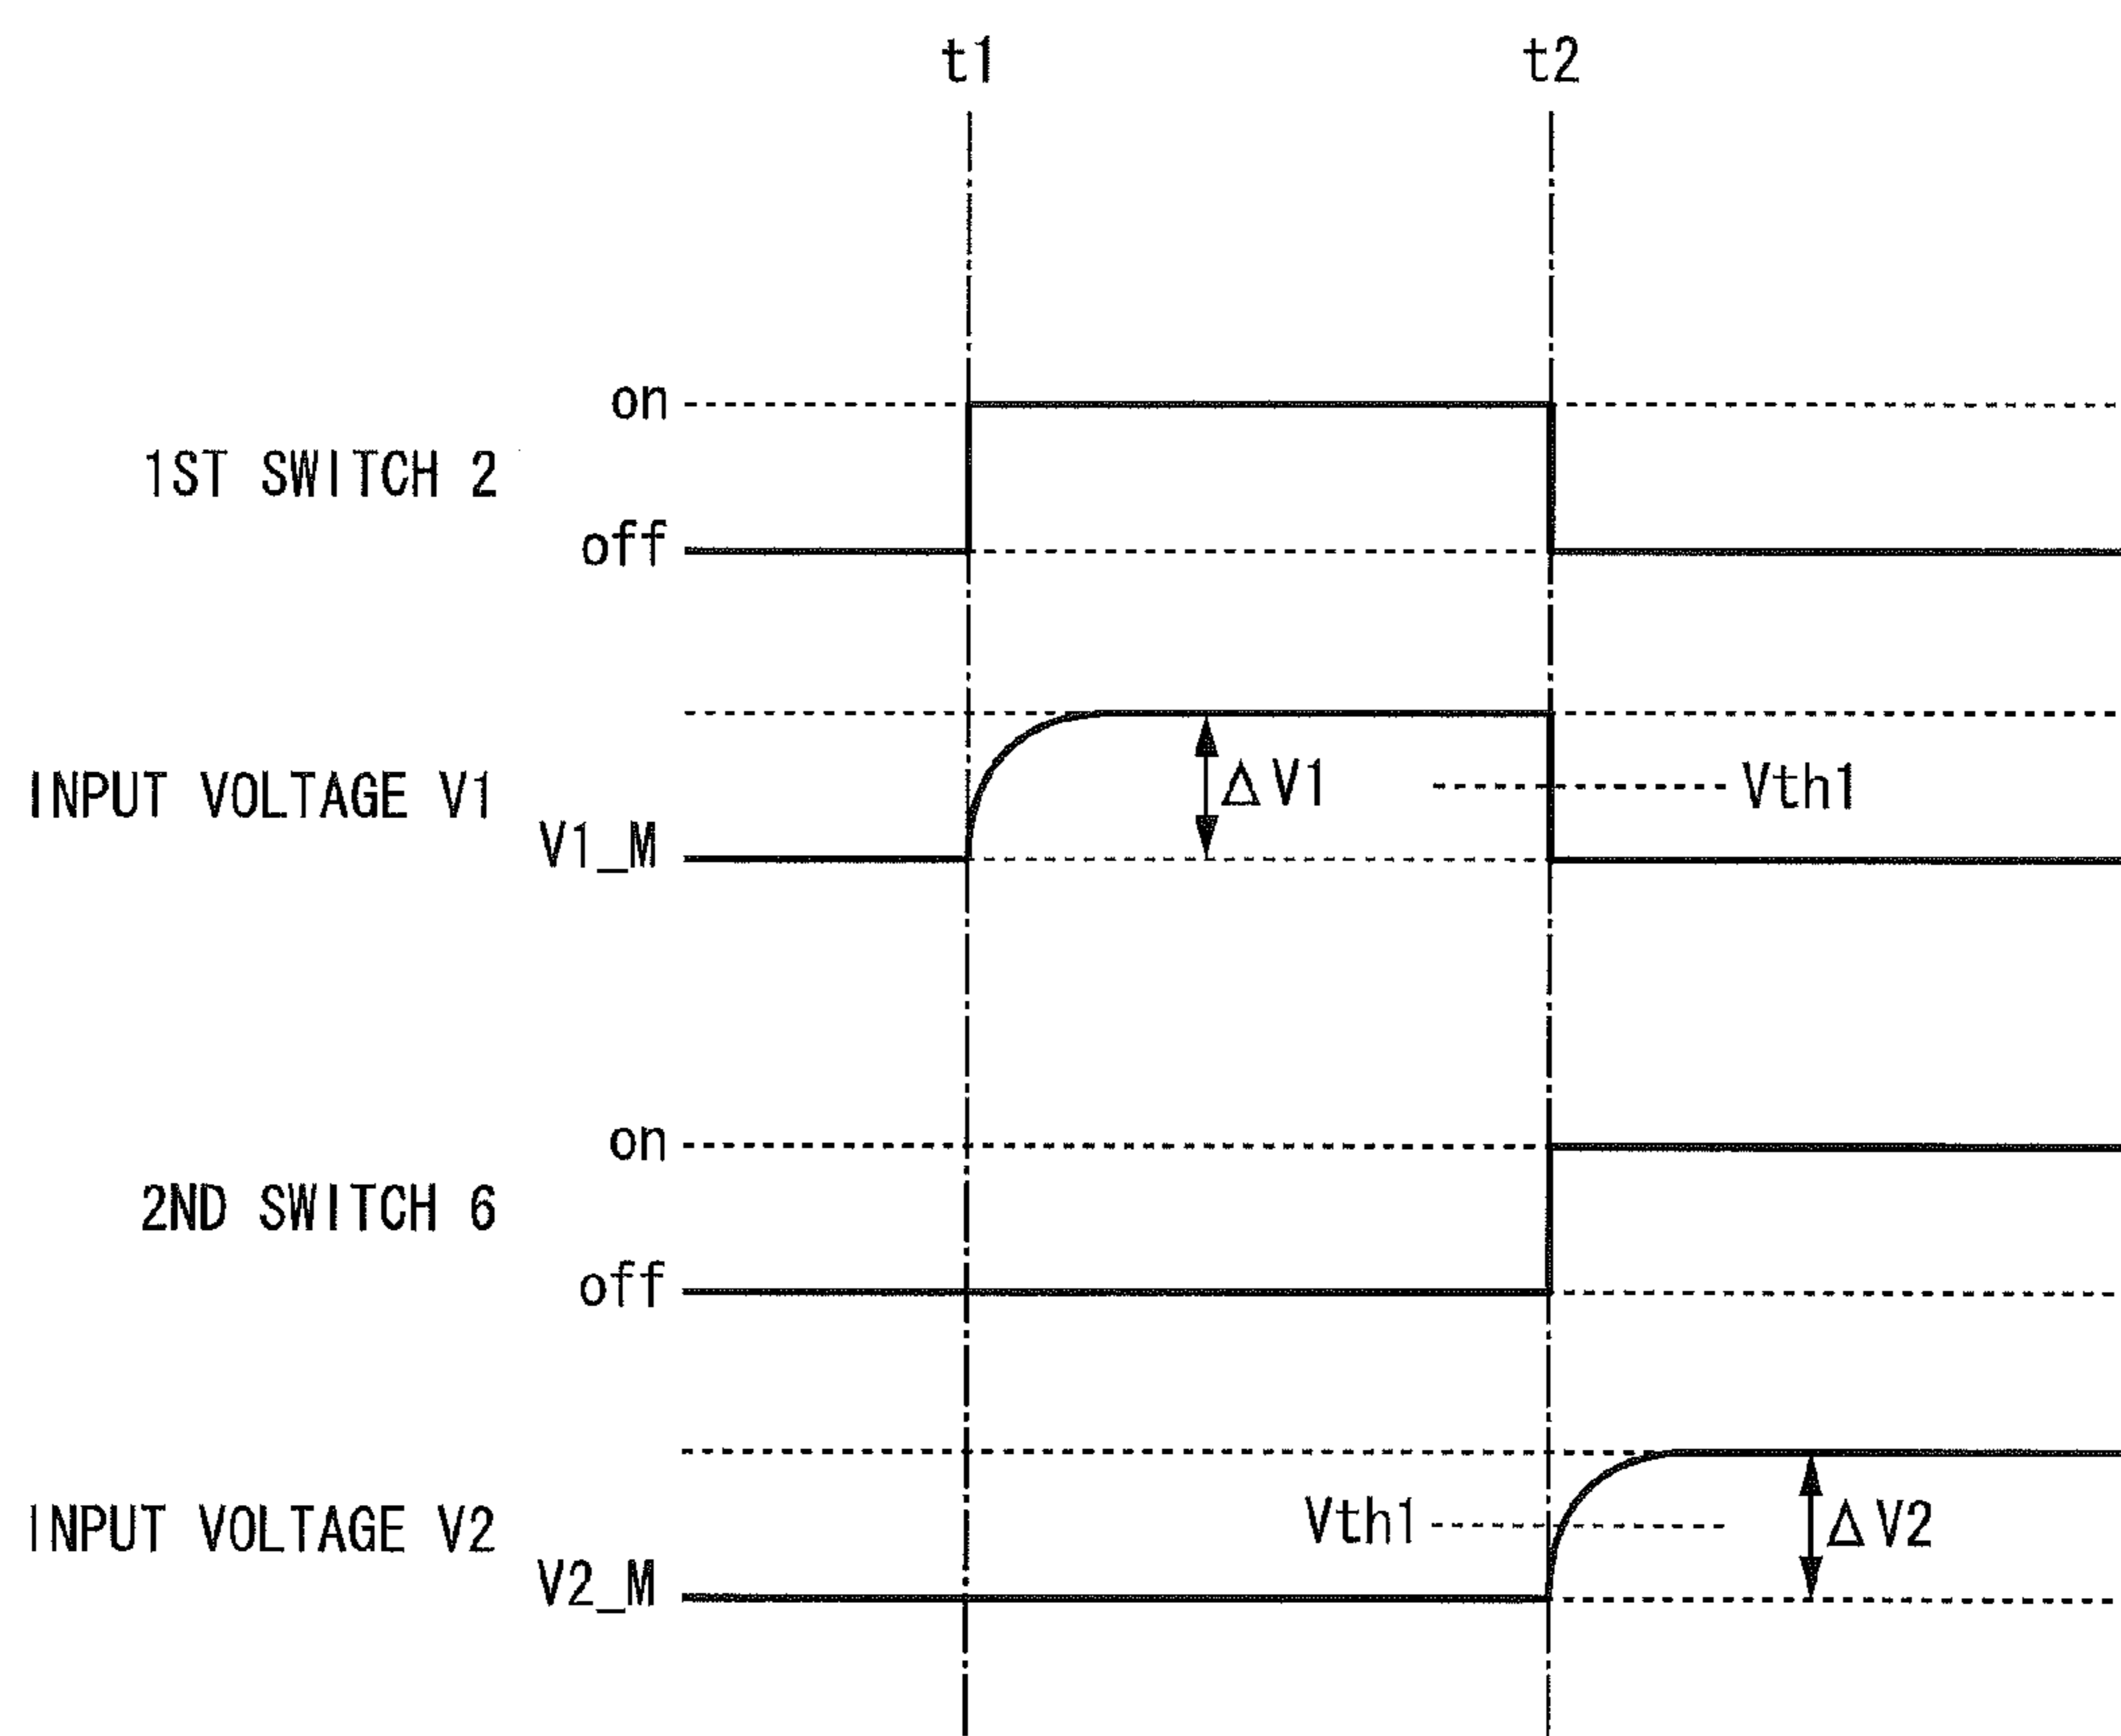 t1 t2
on
1ST SWITCH 2
off
INPUT VOLTAGE V1
ΔV1
Vth1
V1_M
on
2ND SWITCH 6
off
INPUT VOLTAGE V2
Vth1
ΔV2
V2_M